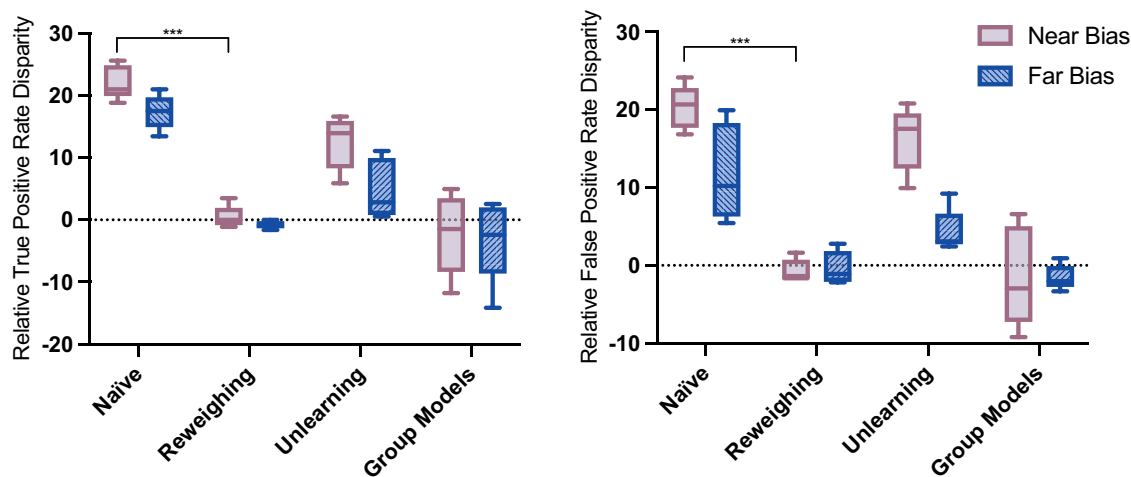 Relative True Positive Rate Disparity
30
20
10
0
-10
-20
***
Naïve
Reweighing
Unlearning
Group Models
Relative False Positive Rate Disparity
30
20
10
0
-10
***
Naïve
Reweighing
Unlearning
Group Models
Near Bias
Far Bias